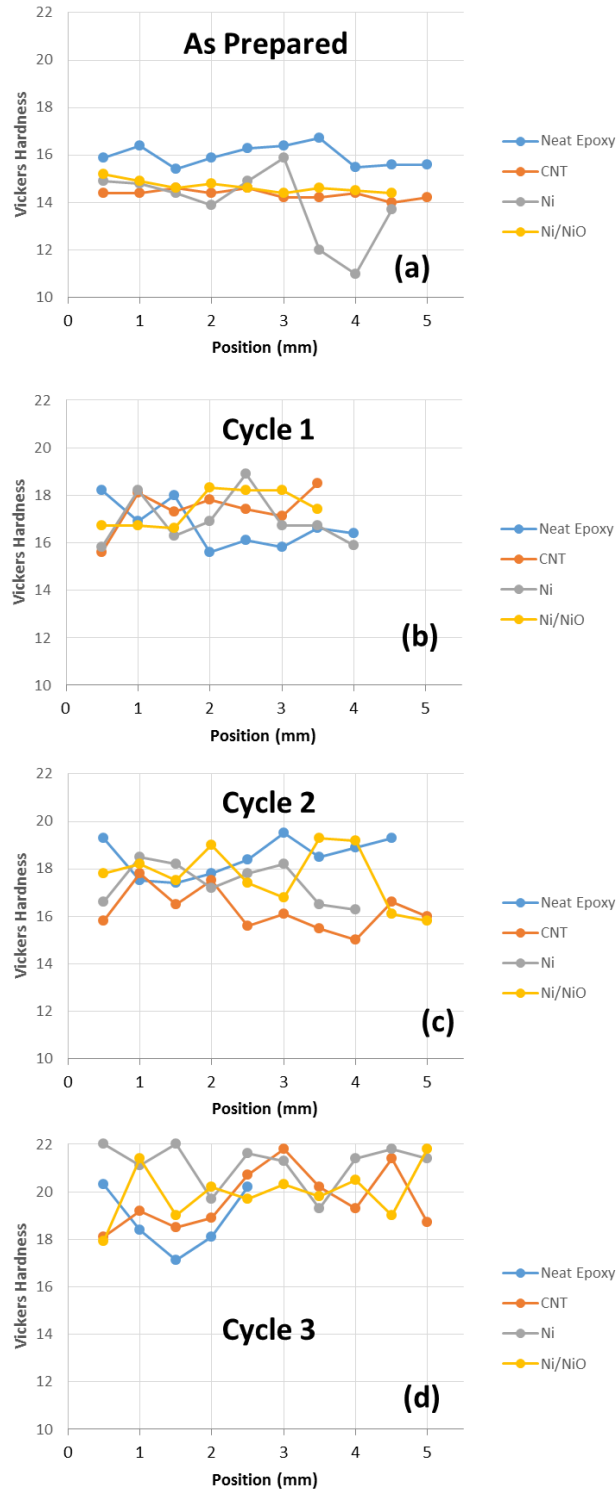 As Prepared
Vickers Hardness
22
20
18
16
14
12
10
0
1
2
3
4
5
Position (mm)
(a)
Neat Epoxy
CNT
Ni
Ni/NiO
Cycle 1
Vickers Hardness
22
20
18
16
14
12
10
0
1
2
3
4
5
Position (mm)
(b)
Neat Epoxy
CNT
Ni
Ni/NiO
Cycle 2
Vickers Hardness
22
20
18
16
14
12
10
0
1
2
3
4
5
Position (mm)
(c)
Neat Epoxy
CNT
Ni
Ni/NiO
Vickers Hardness
22
20
18
16
14
12
10
0
1
2
3
4
5
Position (mm)
Cycle 3
(d)
Neat Epoxy
CNT
Ni
Ni/NiO